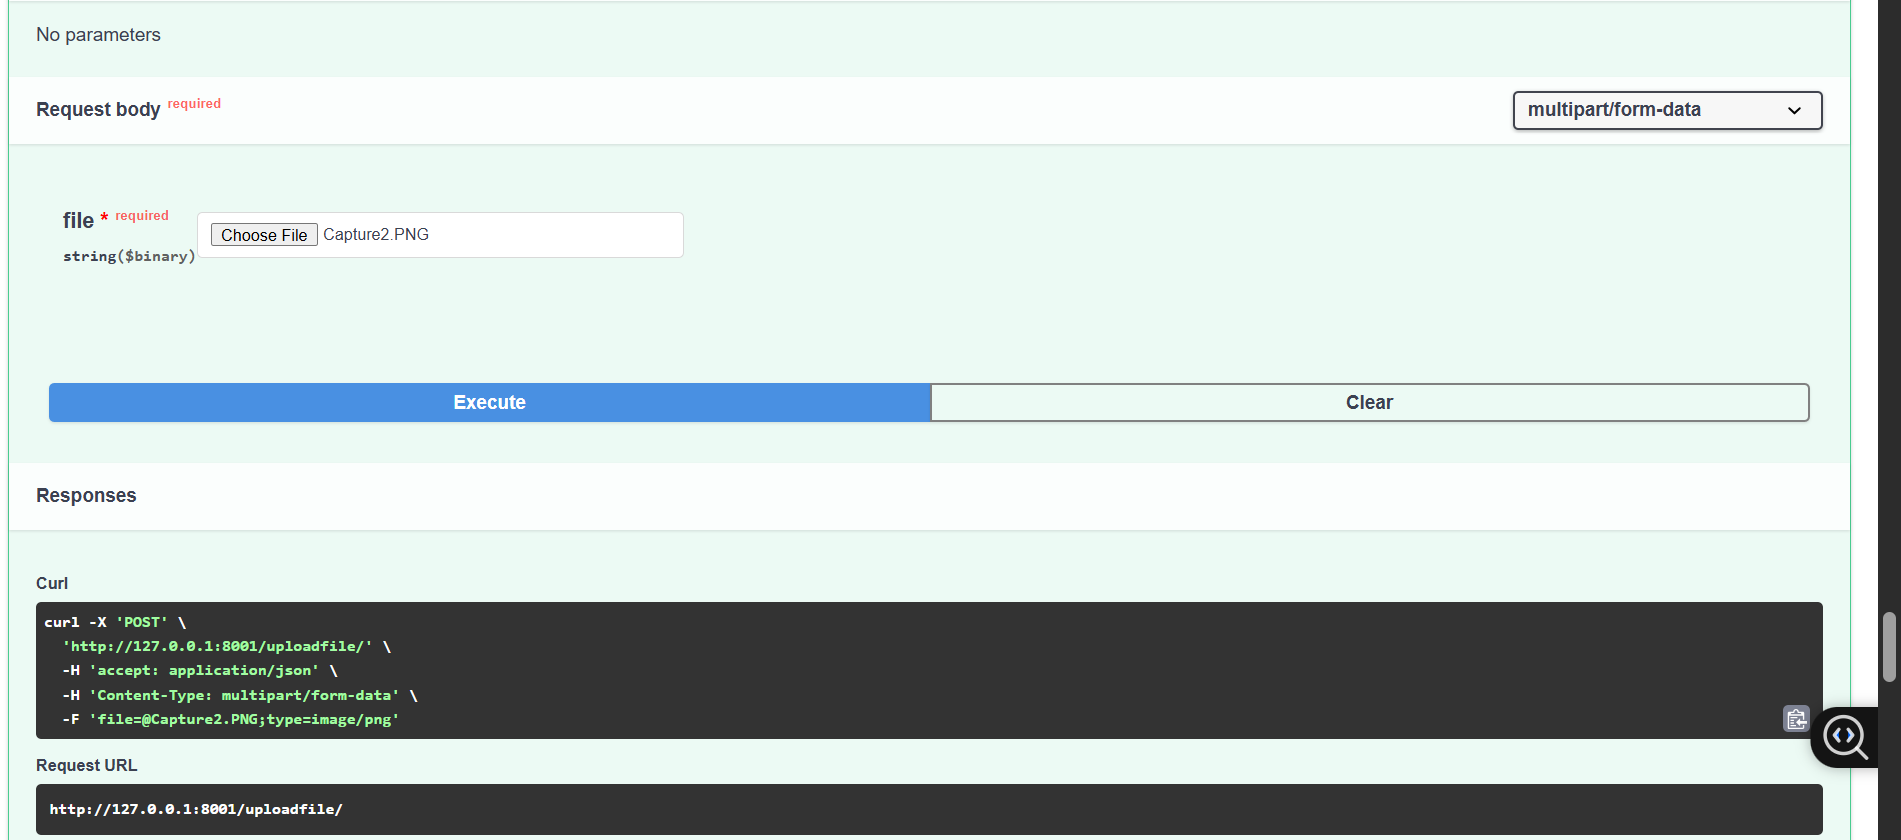 No parameters
Request body required
multipart/form-data
file * required
string($binary)
Choose File Capture2.PNG
Execute
Clear
Responses
Curl
curl -X 'POST' \
  'http://127.0.0.1:8001/uploadfile/' \
  -H 'accept: application/json' \
  -H 'Content-Type: multipart/form-data' \
  -F 'file=@Capture2.PNG;type=image/png'
Request URL
http://127.0.0.1:8001/uploadfile/